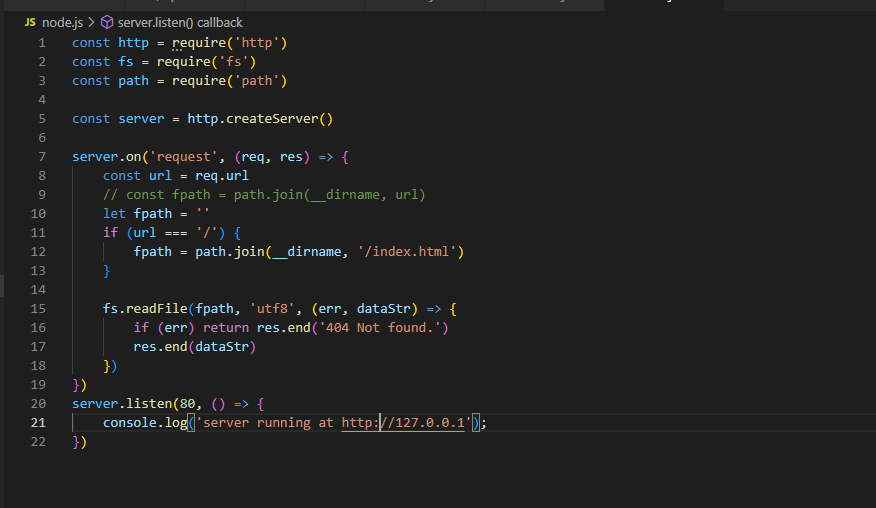 JS node.js > server.listen() callback
1 const http = require('http')
2 const fs = require('fs')
3 const path = require('path')
4
5 const server = http.createServer()
6
7 server.on('request', (req, res) => {
8     const url = req.url
9     // const fpath = path.join(__dirname, url)
10     let fpath = ''
11     if (url === '/') {
12         fpath = path.join(__dirname, '/index.html')
13     }
14
15     fs.readFile(fpath, 'utf8', (err, dataStr) => {
16         if (err) return res.end('404 Not found.')
17         res.end(dataStr)
18     })
19 })
20 server.listen(80, () => {
21     console.log('server running at http://127.0.0.1');
22 })